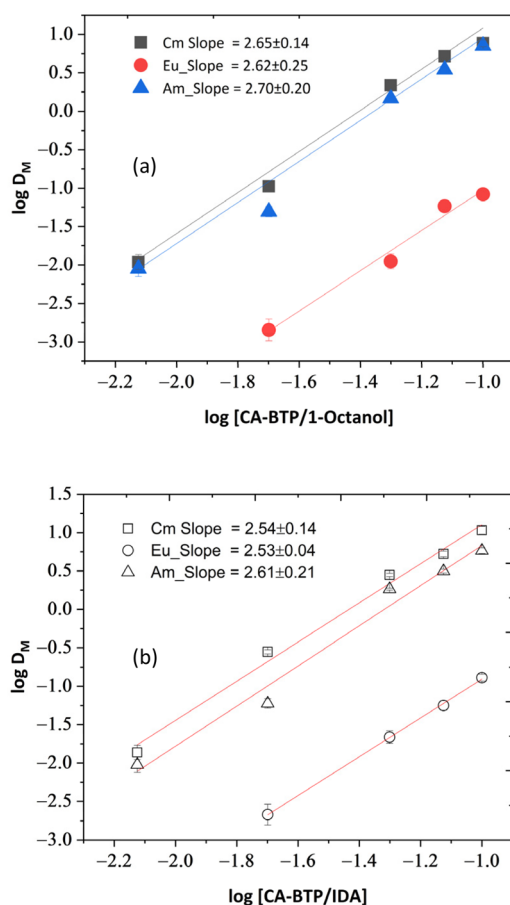 1.0
Cm Slope = 2.65±0.14
0.5
Eu_Slope = 2.62±0.25
Am_Slope = 2.70±0.20
0.0
−0.5
(a)
−1.0
−1.5
−2.0
−2.5
−3.0
log D_M
−2.2 −2.0 −1.8 −1.6 −1.4 −1.2 −1.0
log [CA-BTP/1-Octanol]
1.5
Cm Slope = 2.54±0.14
1.0
Eu_Slope = 2.53±0.04
0.5
Am_Slope = 2.61±0.21
0.0
−0.5
(b)
−1.0
−1.5
−2.0
−2.5
−3.0
log D_M
−2.2 −2.0 −1.8 −1.6 −1.4 −1.2 −1.0
log [CA-BTP/IDA]